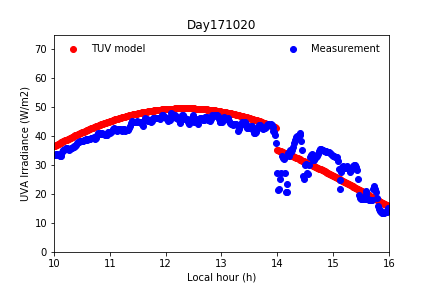 Day171020
TUV model
Measurement
UVA Irradiance (W/m2)
70
60
50
40
30
20
10
0
10 11 12 13 14 15 16
Local hour (h)